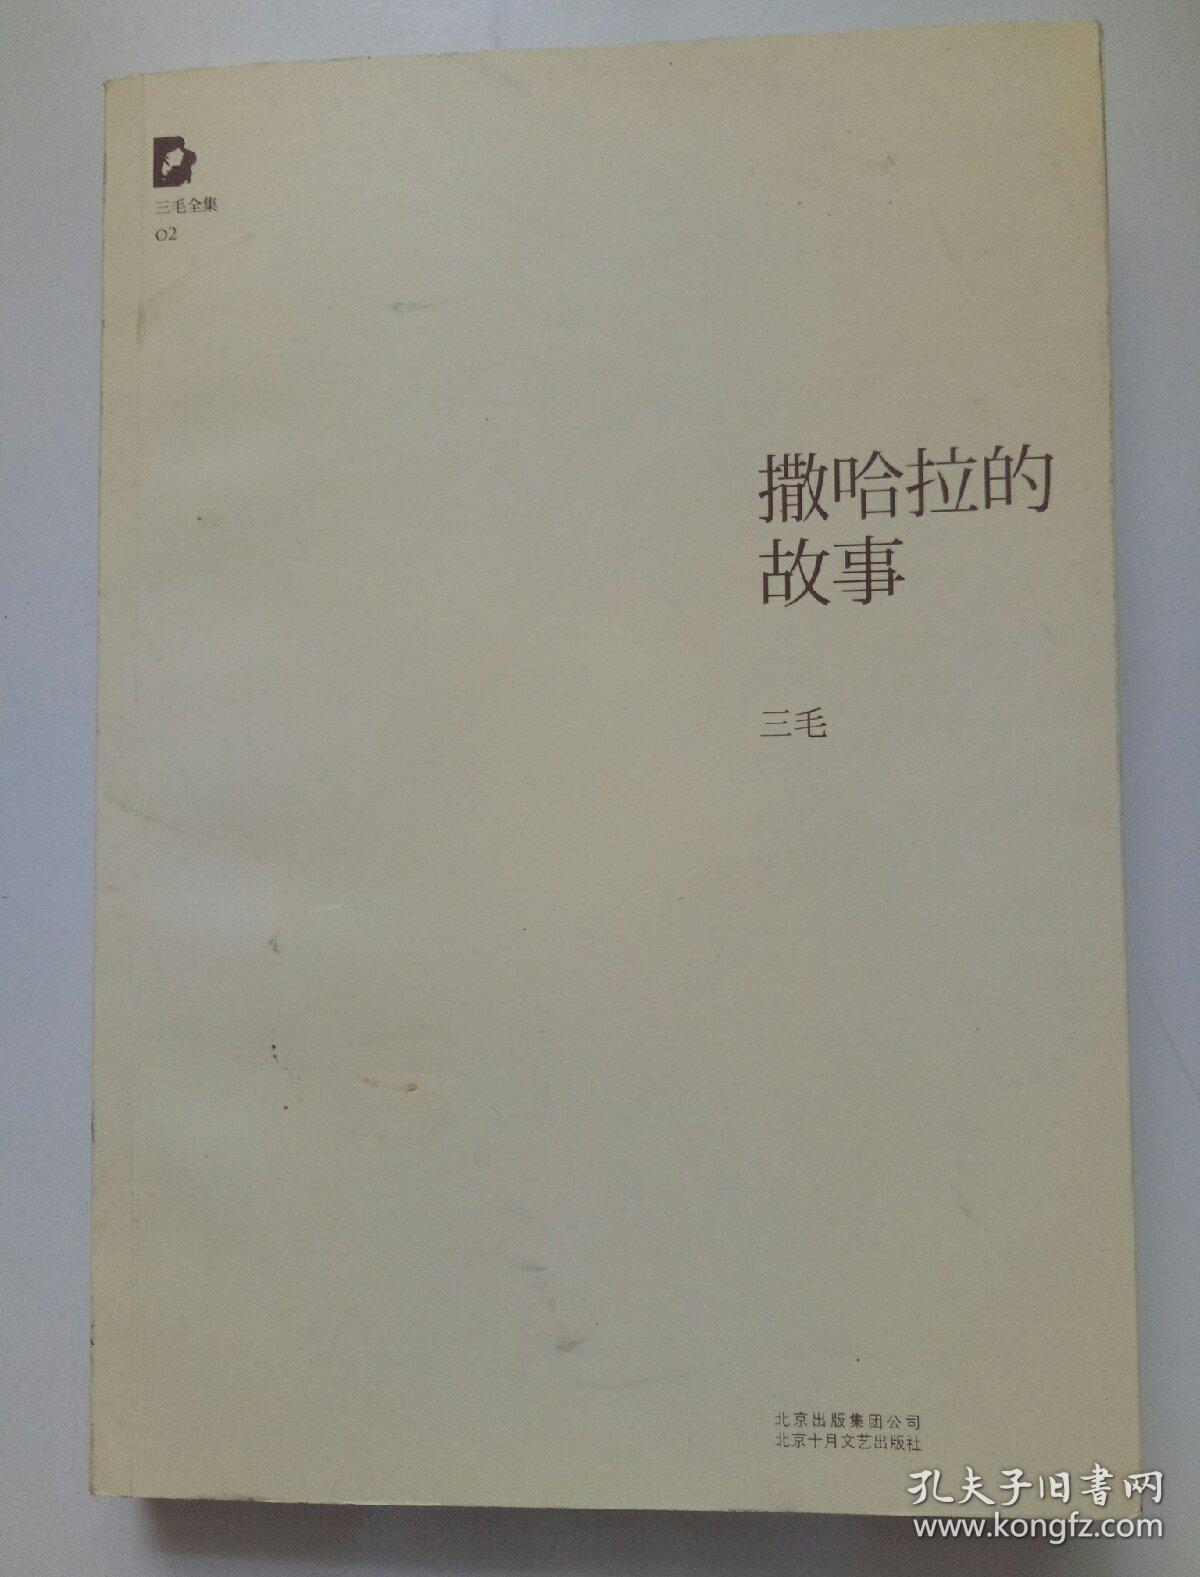 三毛全集
02
撒哈拉的
故事
三毛
北京出版集团公司
北京十月文艺出版社
孔夫子旧书网
www.kongfz.com